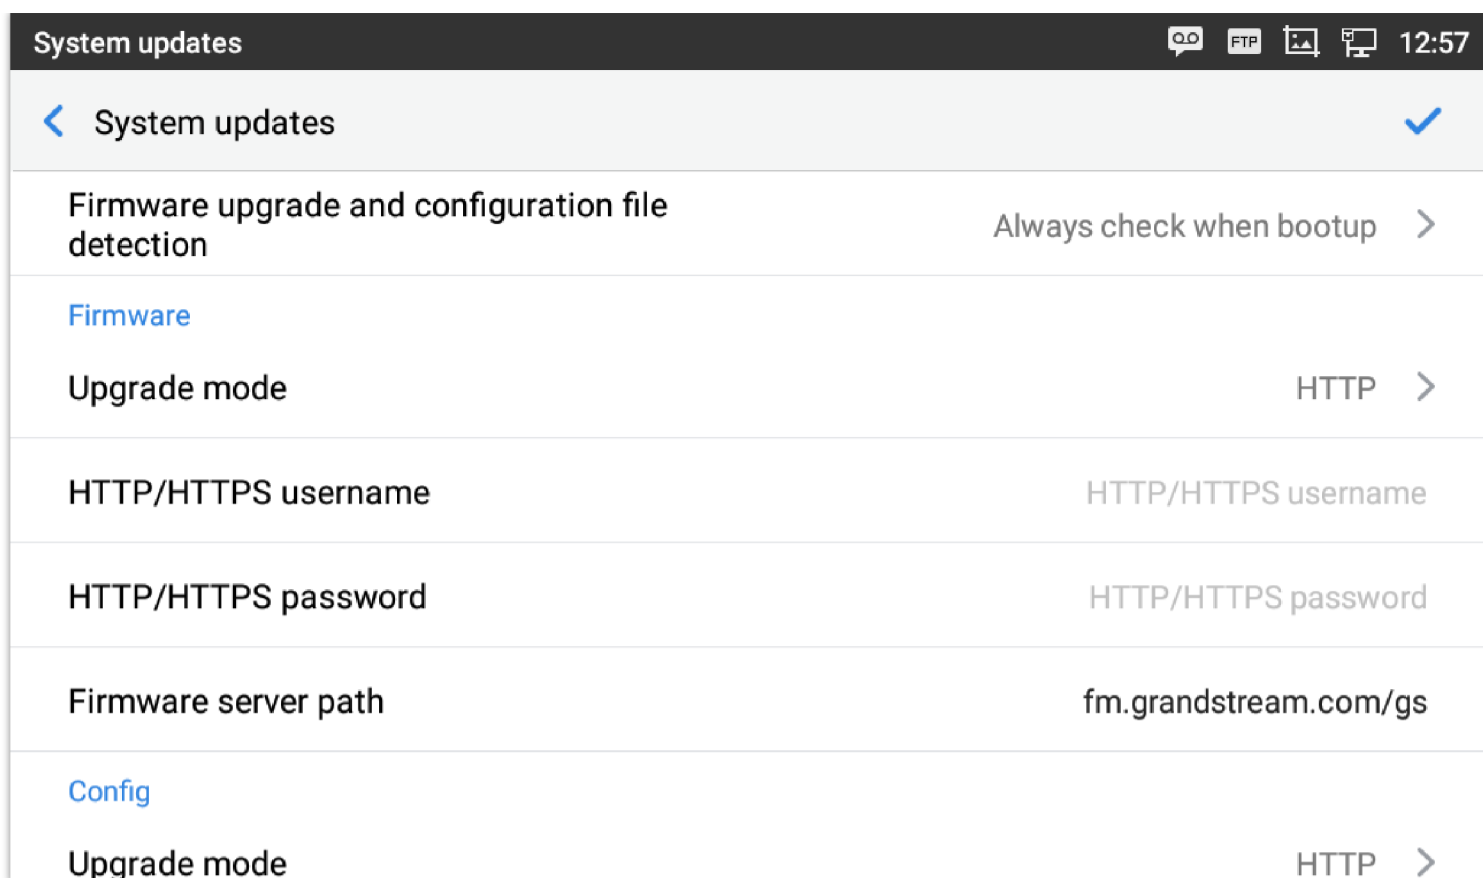 System updates
FTP
12:57
System updates
Firmware upgrade and configuration file
detection
Always check when bootup
Firmware
Upgrade mode
HTTP
HTTP/HTTPS username
HTTP/HTTPS username
HTTP/HTTPS password
HTTP/HTTPS password
Firmware server path
fm.grandstream.com/gs
Config
Upgrade mode
HTTP